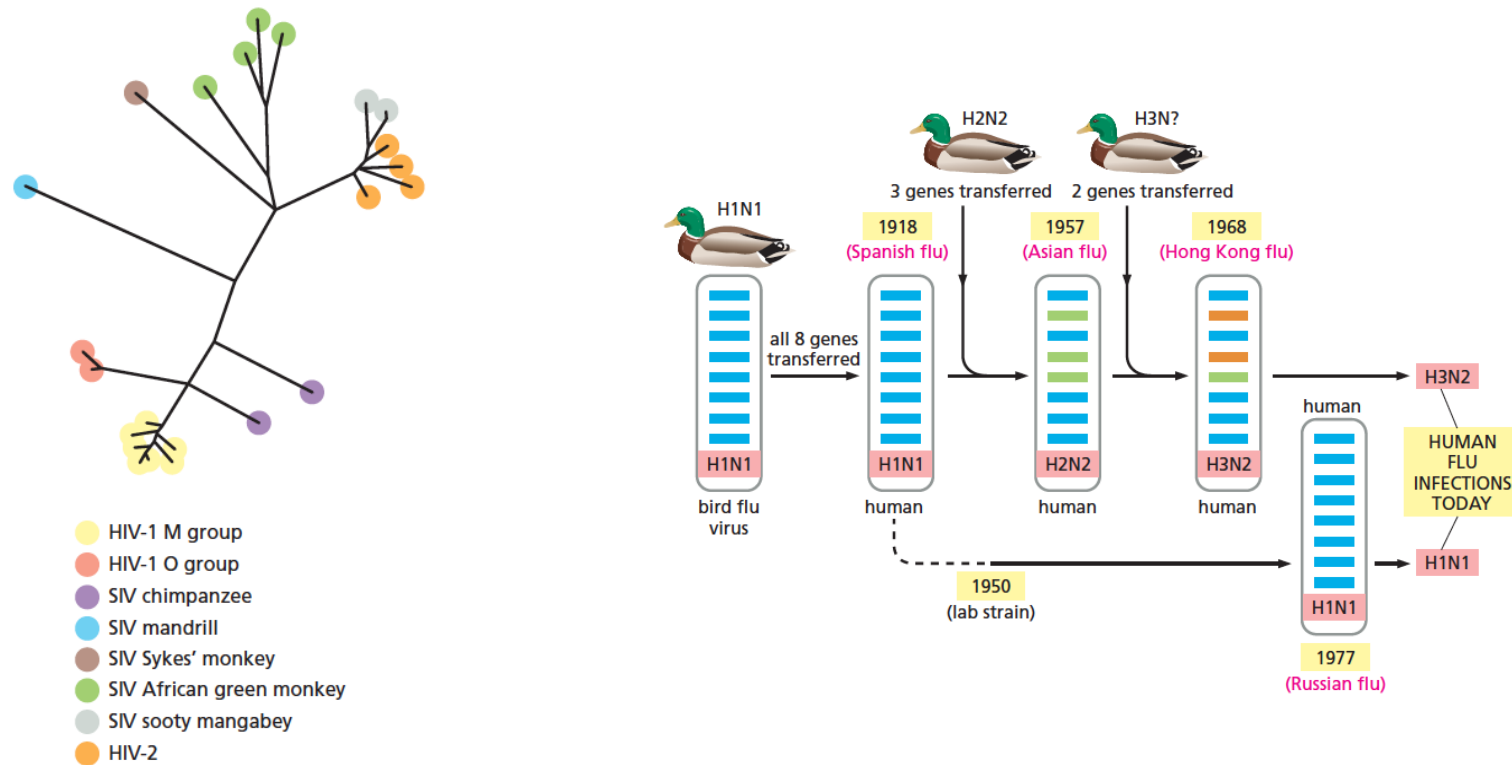 HIV-1 M group
HIV-1 O group
SIV chimpanzee
SIV mandrill
SIV Sykes' monkey
SIV African green monkey
SIV sooty mangabey
HIV-2
H2N2
H3N?
3 genes transferred
2 genes transferred
H1N1
1918
(Spanish flu)
1957
(Asian flu)
1968
(Hong Kong flu)
all 8 genes
transferred
H1N1
H1N1
H2N2
H3N2
bird flu
virus
human
human
human
1950
(lab strain)
human
H1N1
1977
(Russian flu)
H3N2
HUMAN
FLU
INFECTIONS
TODAY
H1N1